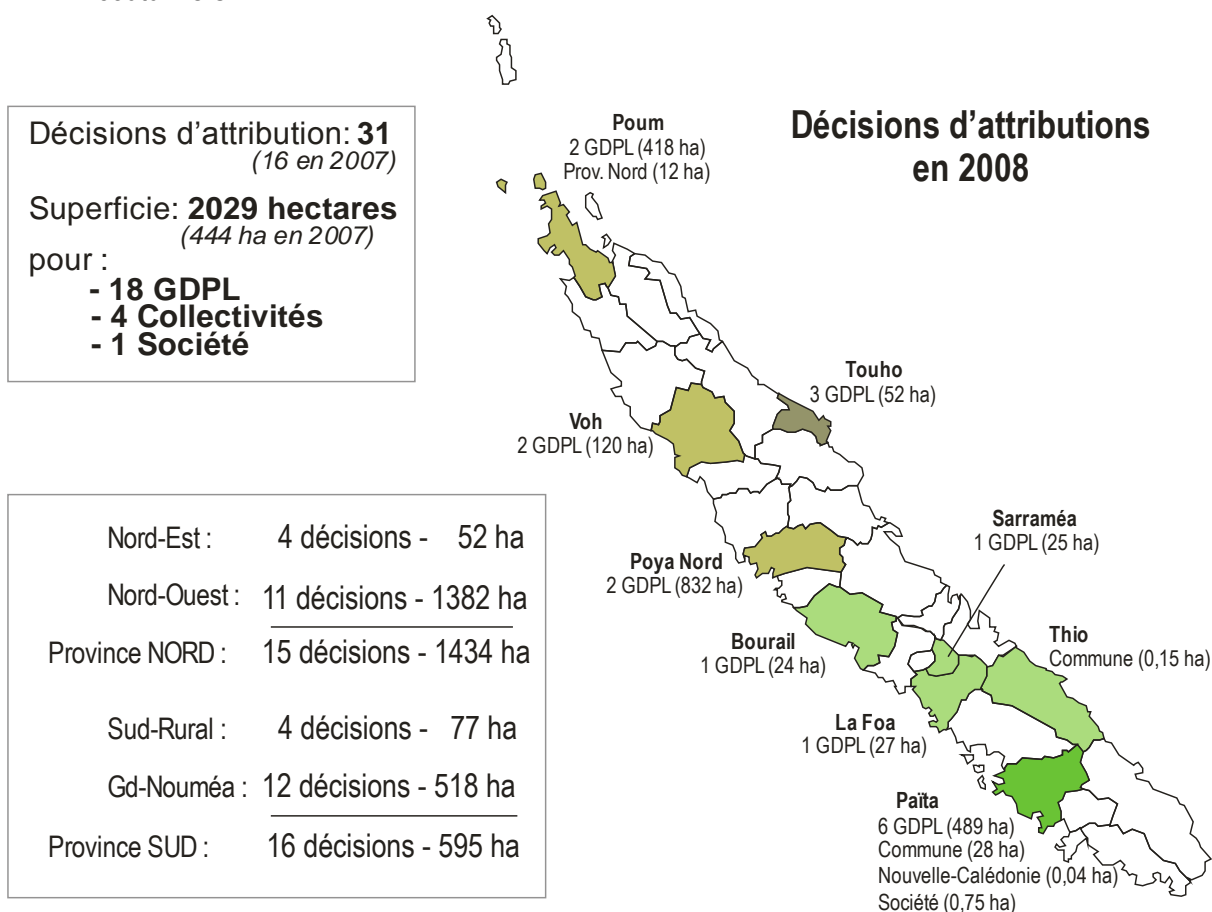 Décisions d'attribution: 31
(16 en 2007)
Superficie: 2029 hectares
(444 ha en 2007)
pour :
- 18 GDPL
- 4 Collectivités
- 1 Société
Décisions d'attributions
en 2008
Poum
2 GDPL (418 ha)
Prov. Nord (12 ha)
Touho
3 GDPL (52 ha)
Voh
2 GDPL (120 ha)
Sarraméa
1 GDPL (25 ha)
Poya Nord
2 GDPL (832 ha)
Bourail
1 GDPL (24 ha)
Thio
Commune (0,15 ha)
La Foa
1 GDPL (27 ha)
Païta
6 GDPL (489 ha)
Commune (28 ha)
Nouvelle-Calédonie (0,04 ha)
Société (0,75 ha)
Nord-Est : 4 décisions - 52 ha
Nord-Ouest : 11 décisions - 1382 ha
Province NORD : 15 décisions - 1434 ha
Sud-Rural : 4 décisions - 77 ha
Gd-Nouméa : 12 décisions - 518 ha
Province SUD : 16 décisions - 595 ha